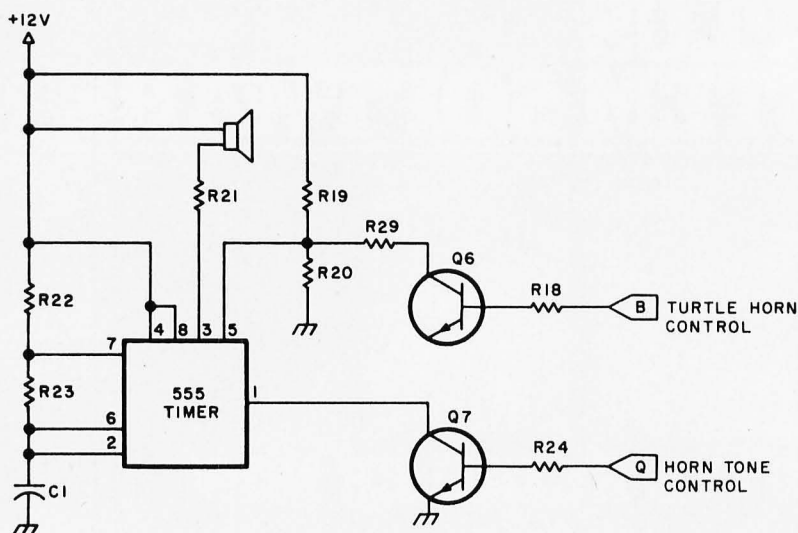 +12V
R21
R19
R29
Q6
R22
R20
R18
B TURTLE HORN
CONTROL
4 8 3 5
7
R23
555
TIMER
1
6
2
Q7
R24
Q HORN TONE
CONTROL
C1